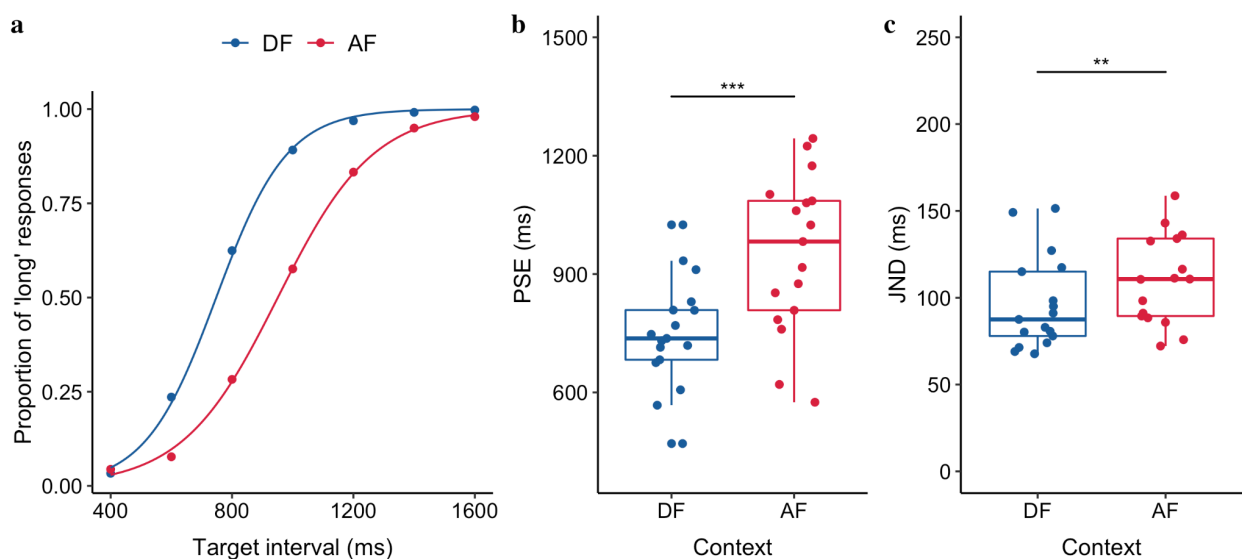 a
DF AF
Proportion of 'long' responses
1.00
0.75
0.50
0.25
0.00
400 800 1200 1600
Target interval (ms)
b
PSE (ms)
1500
1200
900
600
***
DF AF
Context
c
JND (ms)
250
200
150
100
50
0
**
DF AF
Context